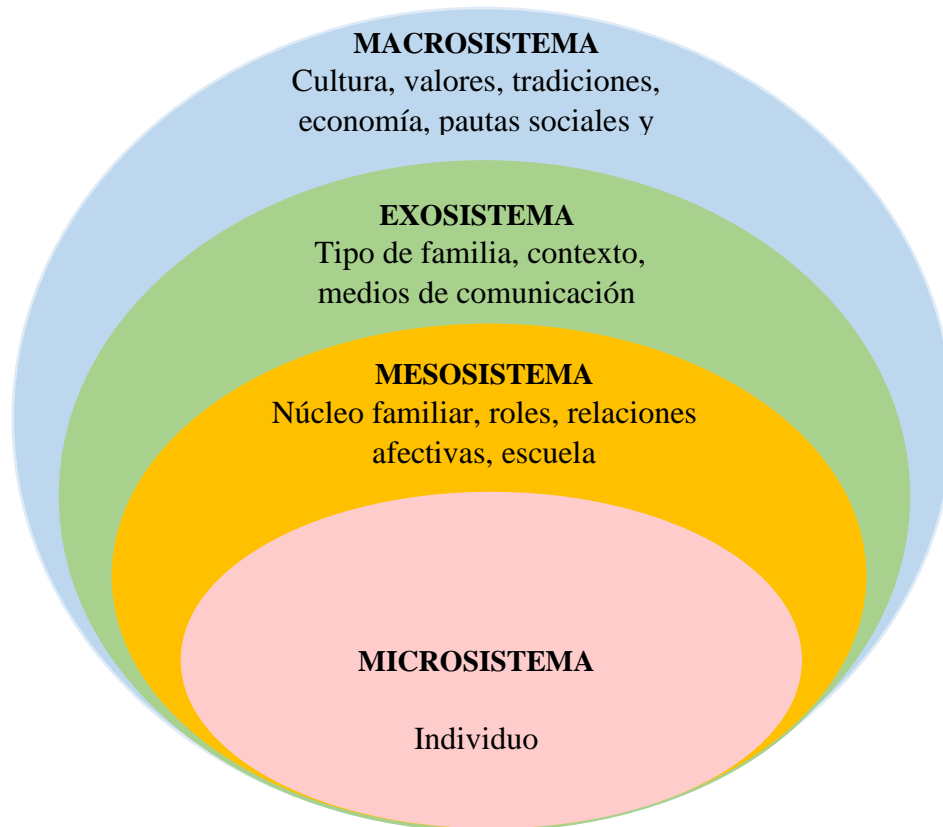 MACROSISTEMA
Cultura, valores, tradiciones,
economía, pautas sociales y
EXOSISTEMA
Tipo de familia, contexto,
medios de comunicación
MESOSISTEMA
Núcleo familiar, roles, relaciones
afectivas, escuela
MICROSISTEMA
Individuo